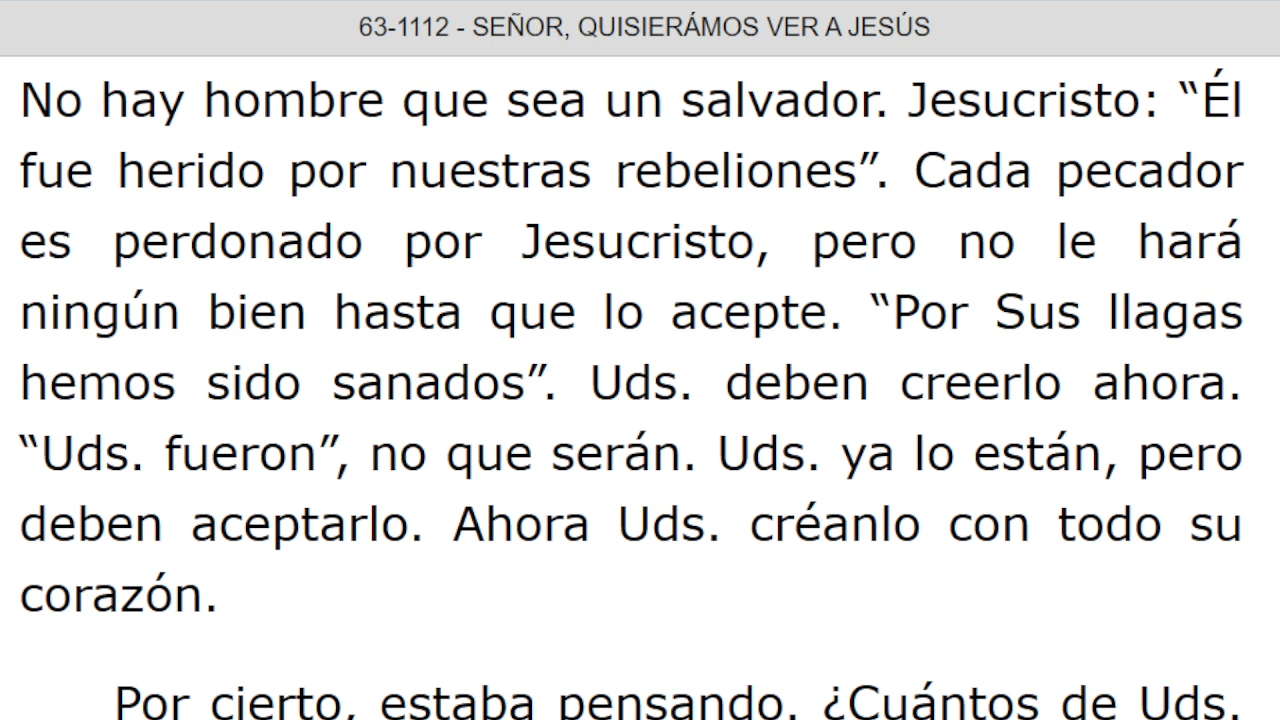 63-1112 - SEÑOR, QUISIERÁMOS VER A JESÚS
No hay hombre que sea un salvador. Jesucristo: “Él
fue herido por nuestras rebeliones”. Cada pecador
es perdonado por Jesucristo, pero no le hará
ningún bien hasta que lo acepte. “Por Sus llagas
hemos sido sanados”. Uds. deben creerlo ahora.
“Uds. fueron”, no que serán. Uds. ya lo están, pero
deben aceptarlo. Ahora Uds. créanlo con todo su
corazón.
Por cierto, estaba pensando. ¿Cuántos de Uds.